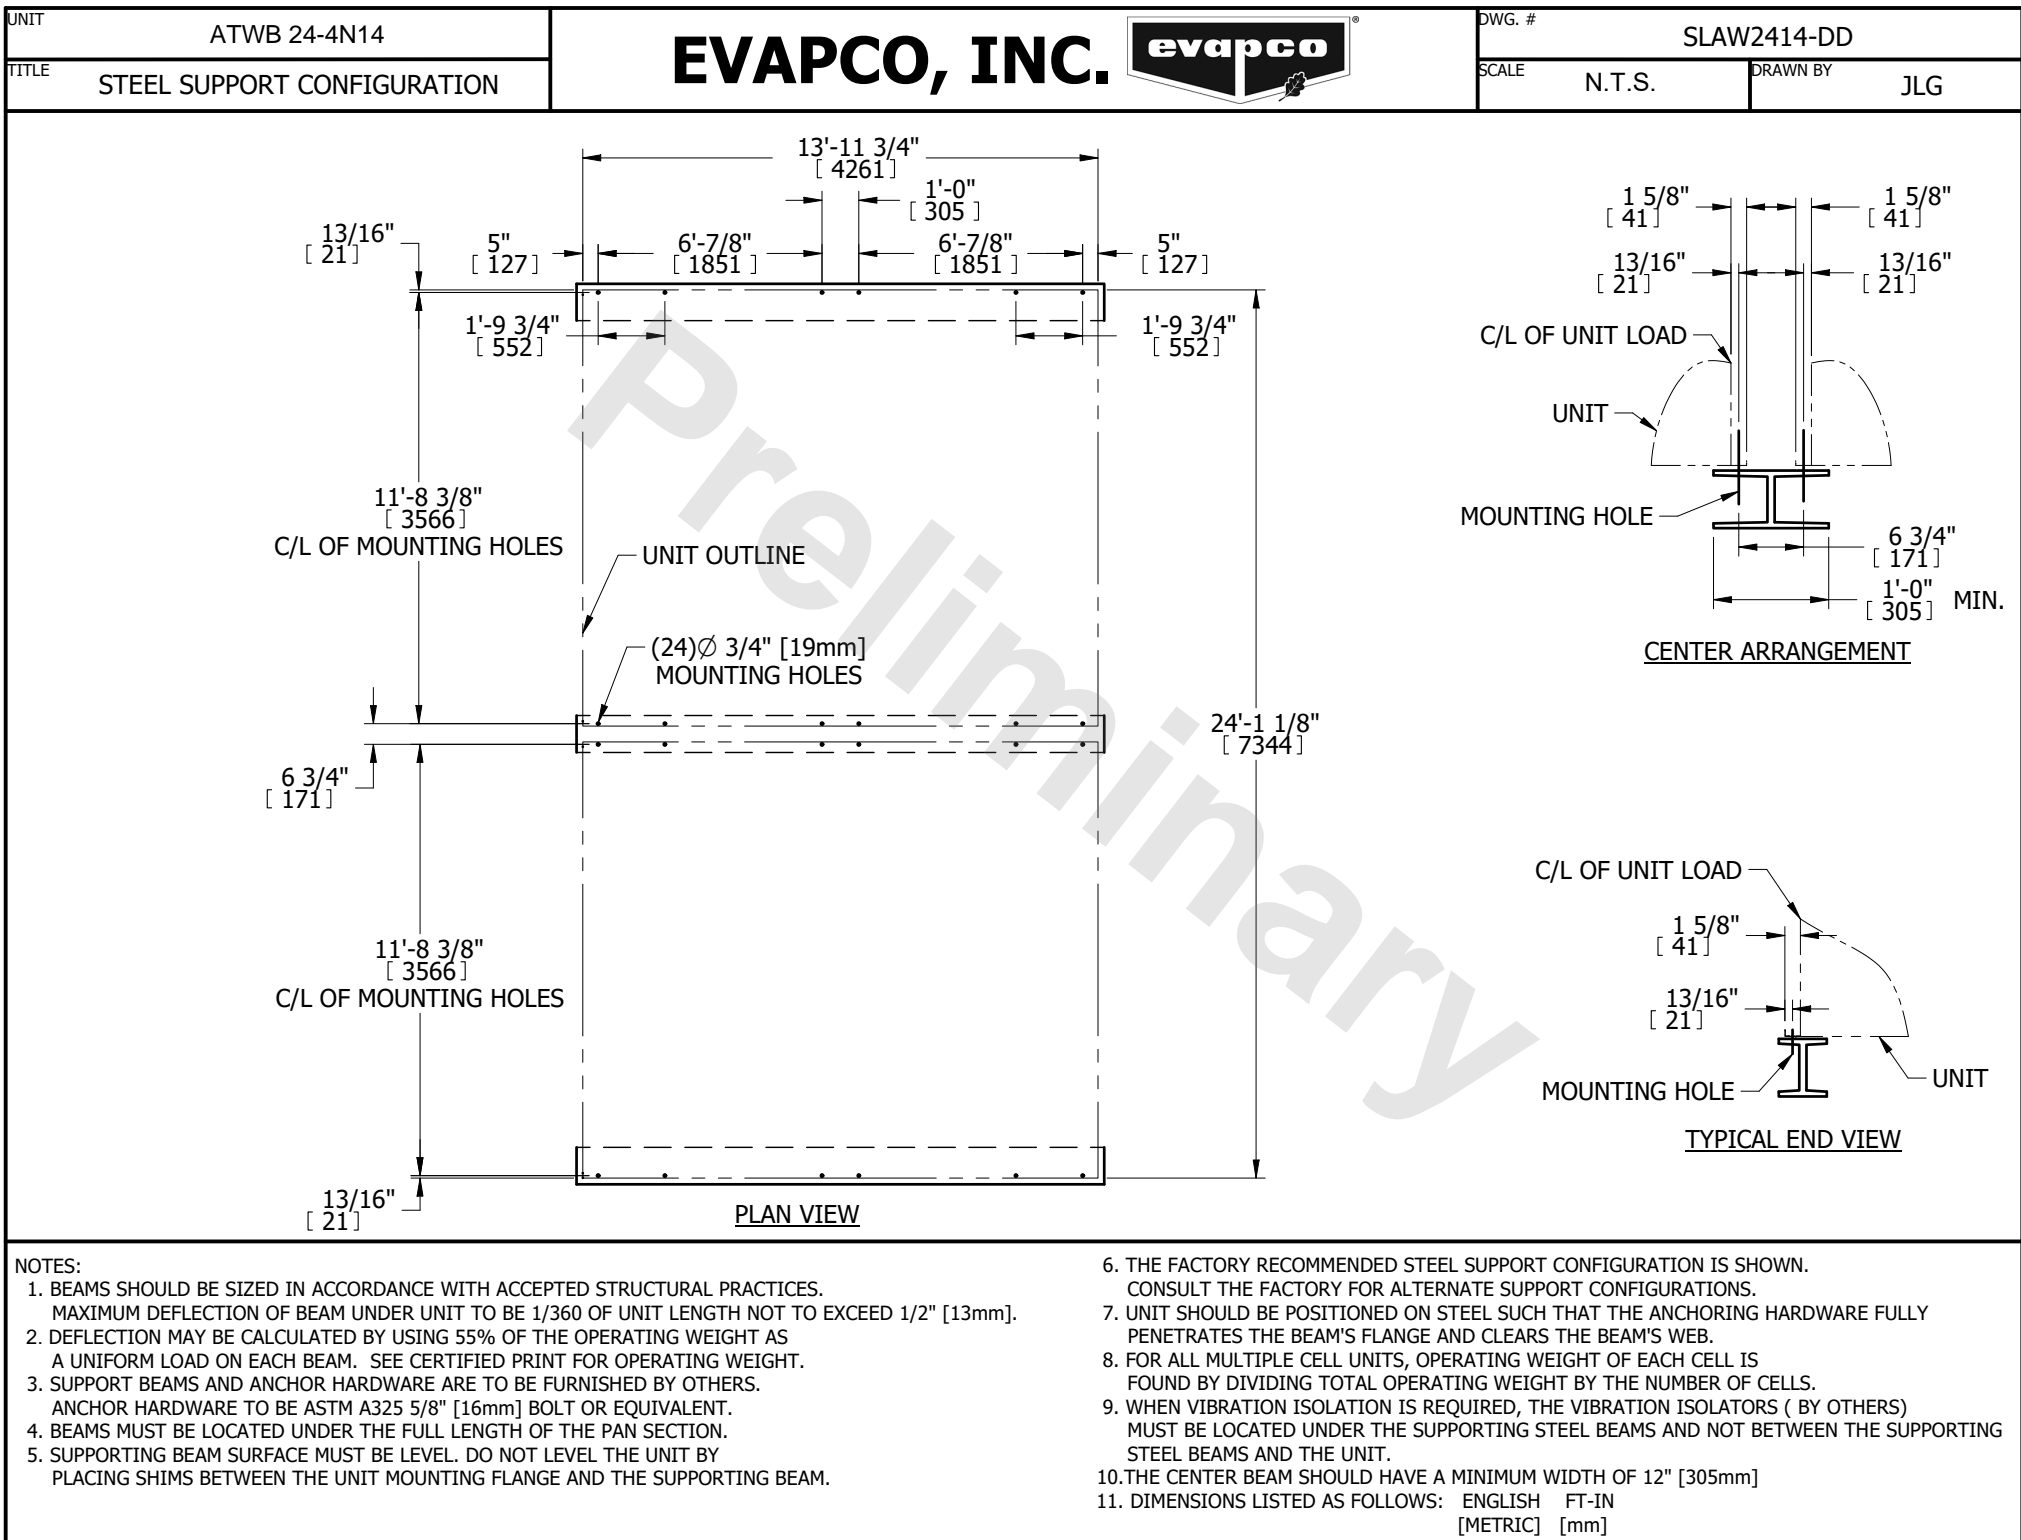 UNIT
ATWB 24-4N14
TITLE
STEEL SUPPORT CONFIGURATION
EVAPCO, INC.
evapco
®
DWG. #
SLAW2414-DD
SCALE
N.T.S.
DRAWN BY
JLG
13'-11 3/4"
[ 4261]
1'-0"
[ 305 ]
13/16"
[ 21]
5"
[ 127]
6'-7/8"
[ 1851 ]
6'-7/8"
[ 1851 ]
5"
[ 127]
1'-9 3/4"
[ 552]
1'-9 3/4"
[ 552]
11'-8 3/8"
[ 3566]
C/L OF MOUNTING HOLES
UNIT OUTLINE
(24)∅ 3/4" [19mm]
MOUNTING HOLES
24'-1 1/8"
[ 7344]
6 3/4"
[ 171]
11'-8 3/8"
[ 3566]
C/L OF MOUNTING HOLES
13/16"
[ 21]
PLAN VIEW
Preliminary
1 5/8"
[ 41]
1 5/8"
[ 41]
13/16"
[ 21]
13/16"
[ 21]
C/L OF UNIT LOAD
UNIT
MOUNTING HOLE
6 3/4"
[ 171]
1'-0"
[ 305] MIN.
CENTER ARRANGEMENT
C/L OF UNIT LOAD
1 5/8"
[ 41]
13/16"
[ 21]
MOUNTING HOLE
UNIT
TYPICAL END VIEW
NOTES:
1. BEAMS SHOULD BE SIZED IN ACCORDANCE WITH ACCEPTED STRUCTURAL PRACTICES.
MAXIMUM DEFLECTION OF BEAM UNDER UNIT TO BE 1/360 OF UNIT LENGTH NOT TO EXCEED 1/2" [13mm].
2. DEFLECTION MAY BE CALCULATED BY USING 55% OF THE OPERATING WEIGHT AS
A UNIFORM LOAD ON EACH BEAM. SEE CERTIFIED PRINT FOR OPERATING WEIGHT.
3. SUPPORT BEAMS AND ANCHOR HARDWARE ARE TO BE FURNISHED BY OTHERS.
ANCHOR HARDWARE TO BE ASTM A325 5/8" [16mm] BOLT OR EQUIVALENT.
4. BEAMS MUST BE LOCATED UNDER THE FULL LENGTH OF THE PAN SECTION.
5. SUPPORTING BEAM SURFACE MUST BE LEVEL. DO NOT LEVEL THE UNIT BY
PLACING SHIMS BETWEEN THE UNIT MOUNTING FLANGE AND THE SUPPORTING BEAM.
6. THE FACTORY RECOMMENDED STEEL SUPPORT CONFIGURATION IS SHOWN.
CONSULT THE FACTORY FOR ALTERNATE SUPPORT CONFIGURATIONS.
7. UNIT SHOULD BE POSITIONED ON STEEL SUCH THAT THE ANCHORING HARDWARE FULLY
PENETRATES THE BEAM'S FLANGE AND CLEARS THE BEAM'S WEB.
8. FOR ALL MULTIPLE CELL UNITS, OPERATING WEIGHT OF EACH CELL IS
FOUND BY DIVIDING TOTAL OPERATING WEIGHT BY THE NUMBER OF CELLS.
9. WHEN VIBRATION ISOLATION IS REQUIRED, THE VIBRATION ISOLATORS ( BY OTHERS)
MUST BE LOCATED UNDER THE SUPPORTING STEEL BEAMS AND NOT BETWEEN THE SUPPORTING
STEEL BEAMS AND THE UNIT.
10.THE CENTER BEAM SHOULD HAVE A MINIMUM WIDTH OF 12" [305mm]
11. DIMENSIONS LISTED AS FOLLOWS: ENGLISH FT-IN
[METRIC] [mm]